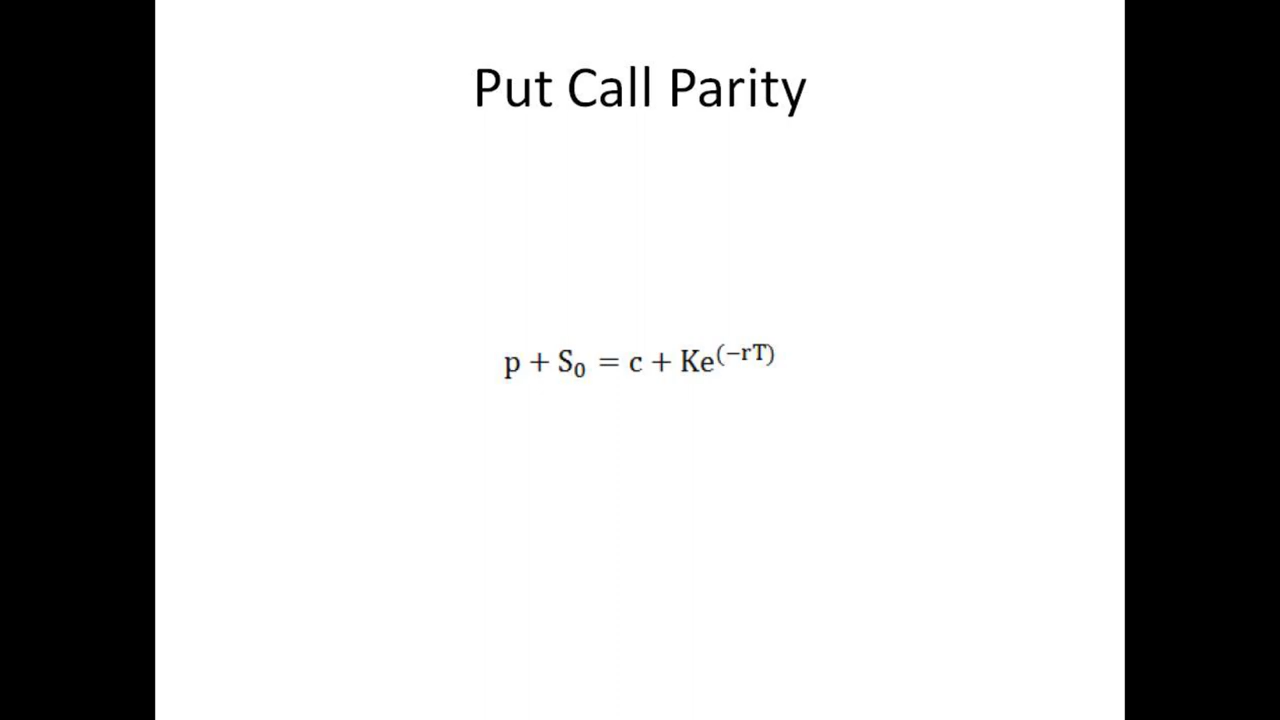 Put Call Parity
p + S₀ = c + Ke⁽⁻ʳᵀ⁾